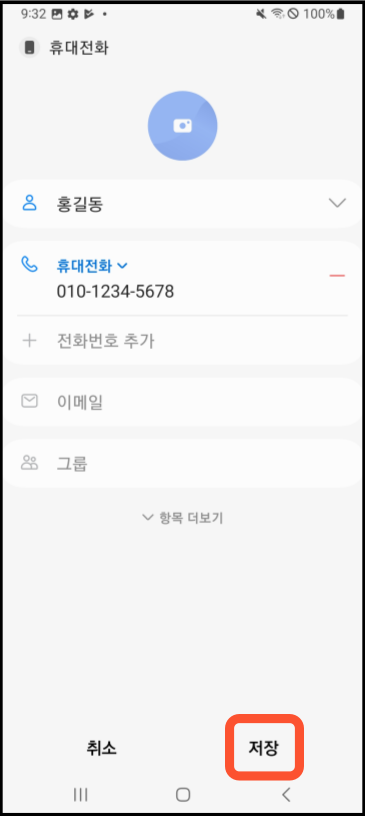 9:32 100%
휴대전화
홍길동
휴대전화
010-1234-5678
전화번호 추가
이메일
그룹
항목 더보기
취소 저장